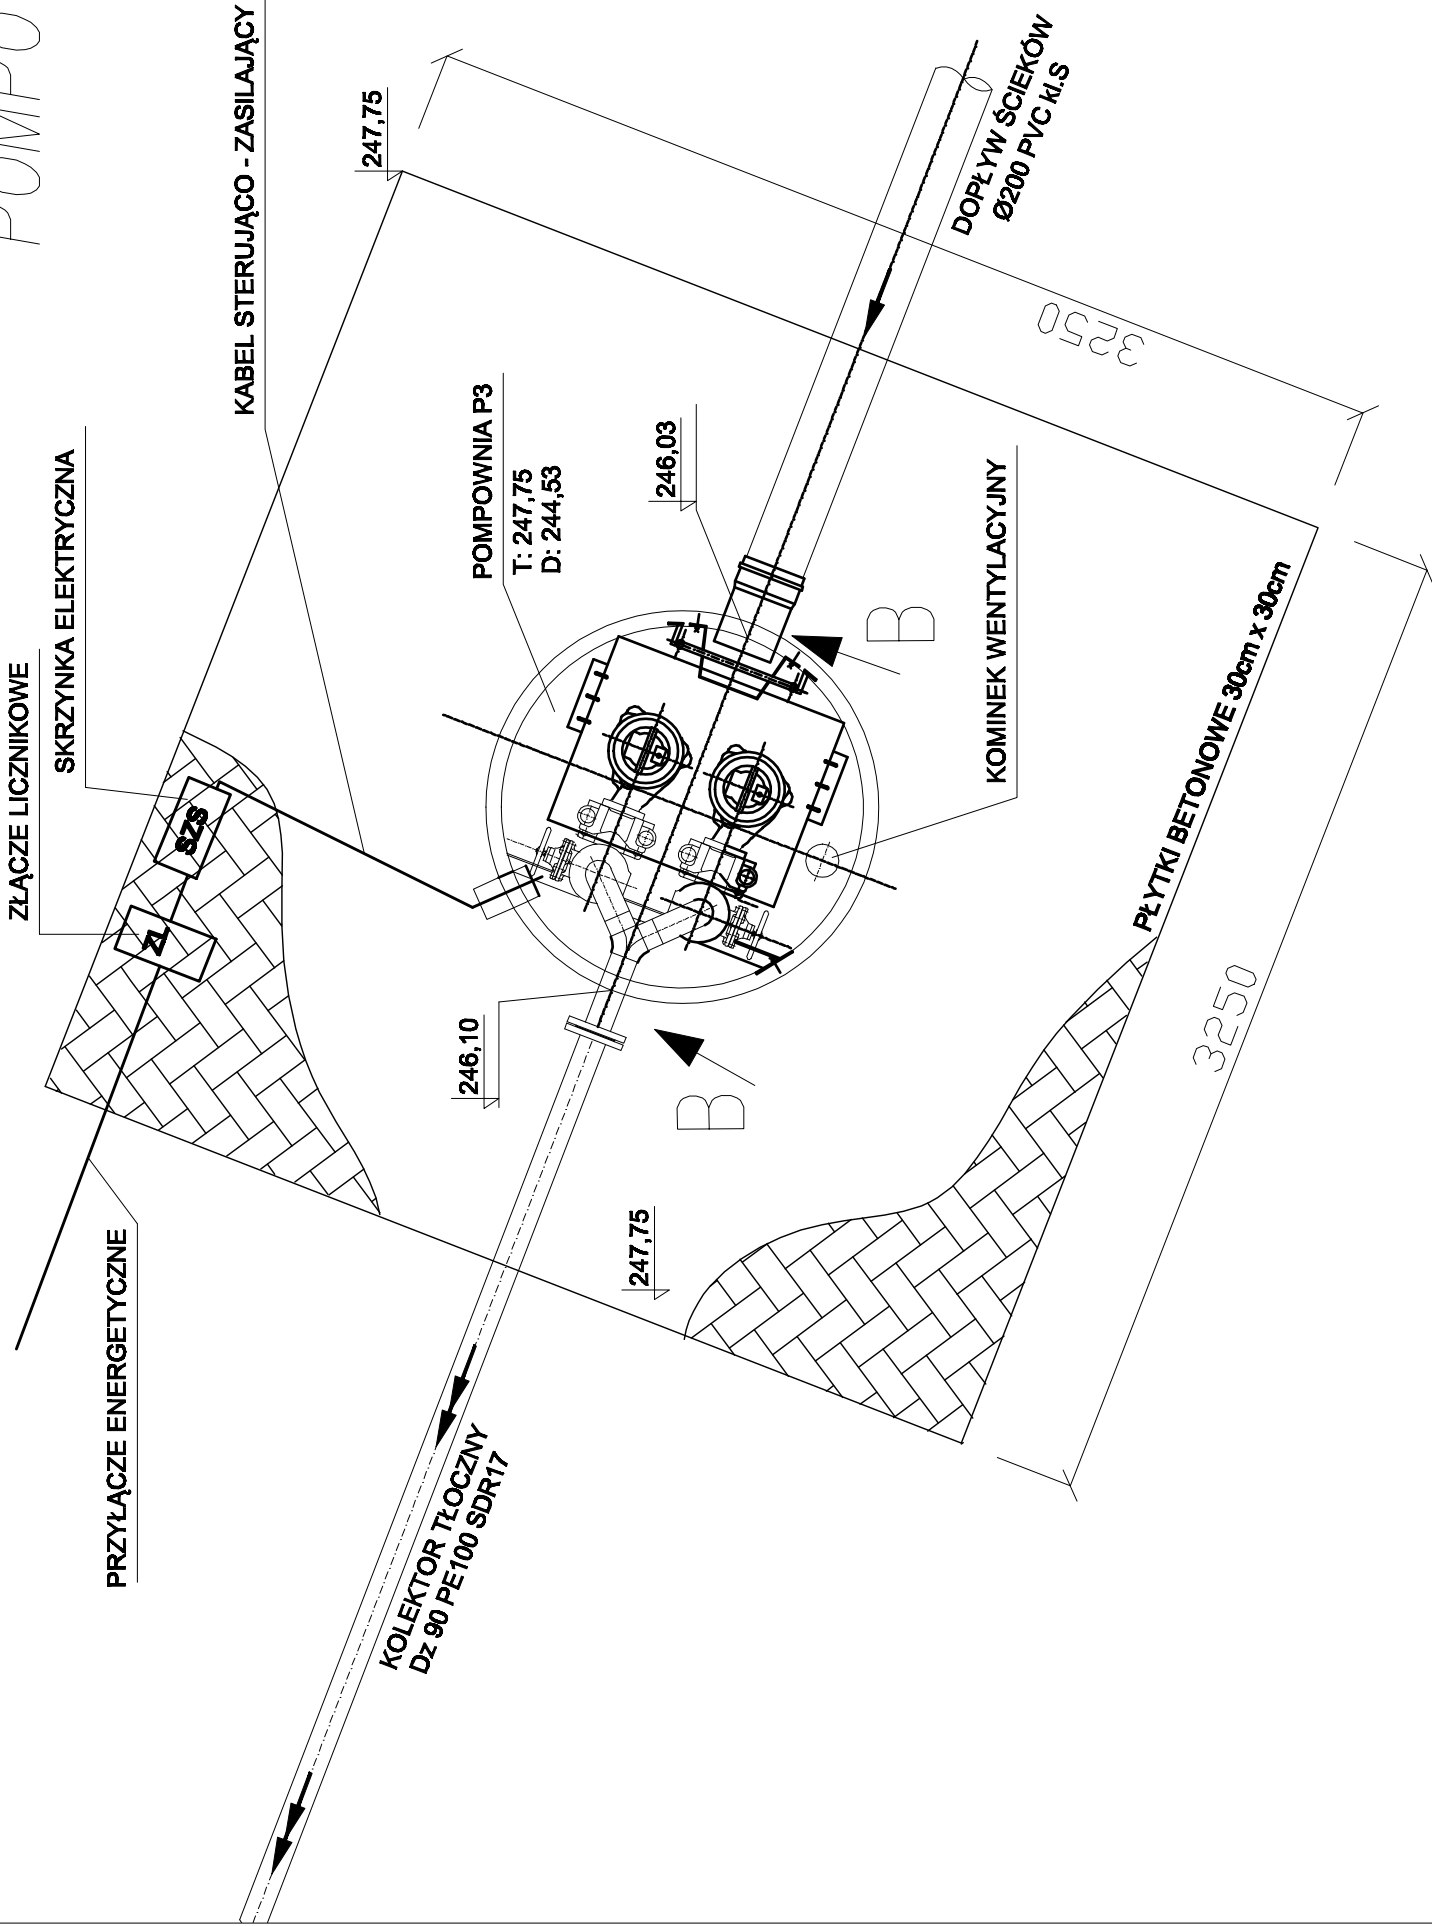 POMPO
ZŁĄCZE LICZNIKOWE
SKRZYNKA ELEKTRYCZNA
KABEL STERUJĄCO - ZASILAJĄCY
247,75
DOPŁYW ŚCIEKÓW
Ø200 PVC kl.S
3250
POMPOWNIA P3
T: 247,75
D: 244,53
246,03
B
KOMINEK WENTYLACYJNY
PŁYTKI BETONOWE 30cm x 30cm
3250
SZS
ZL
246,10
B
247,75
PRZYŁĄCZE ENERGETYCZNE
KOLEKTOR TŁOCZNY
Dz 90 PE100 SDR17